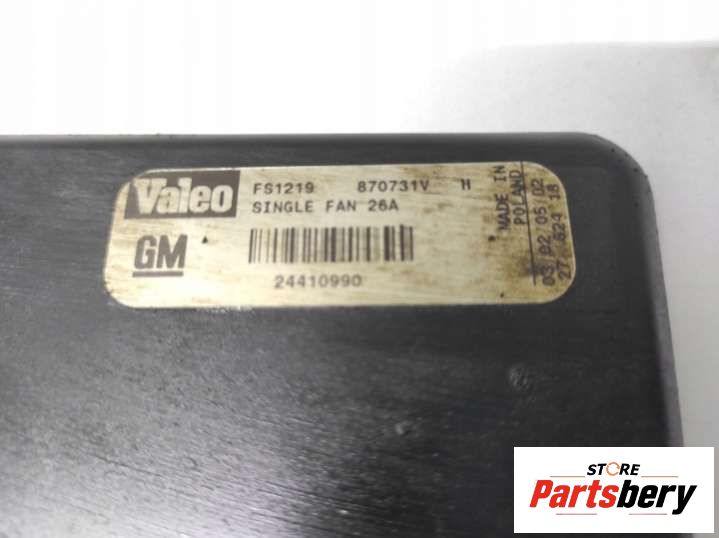 Valeo FS1219 870731V H
SINGLE FAN 26A
GM
24410990
MADE IN
POLAND
03 02 05 02
27 624 18
STORE
Partsbery